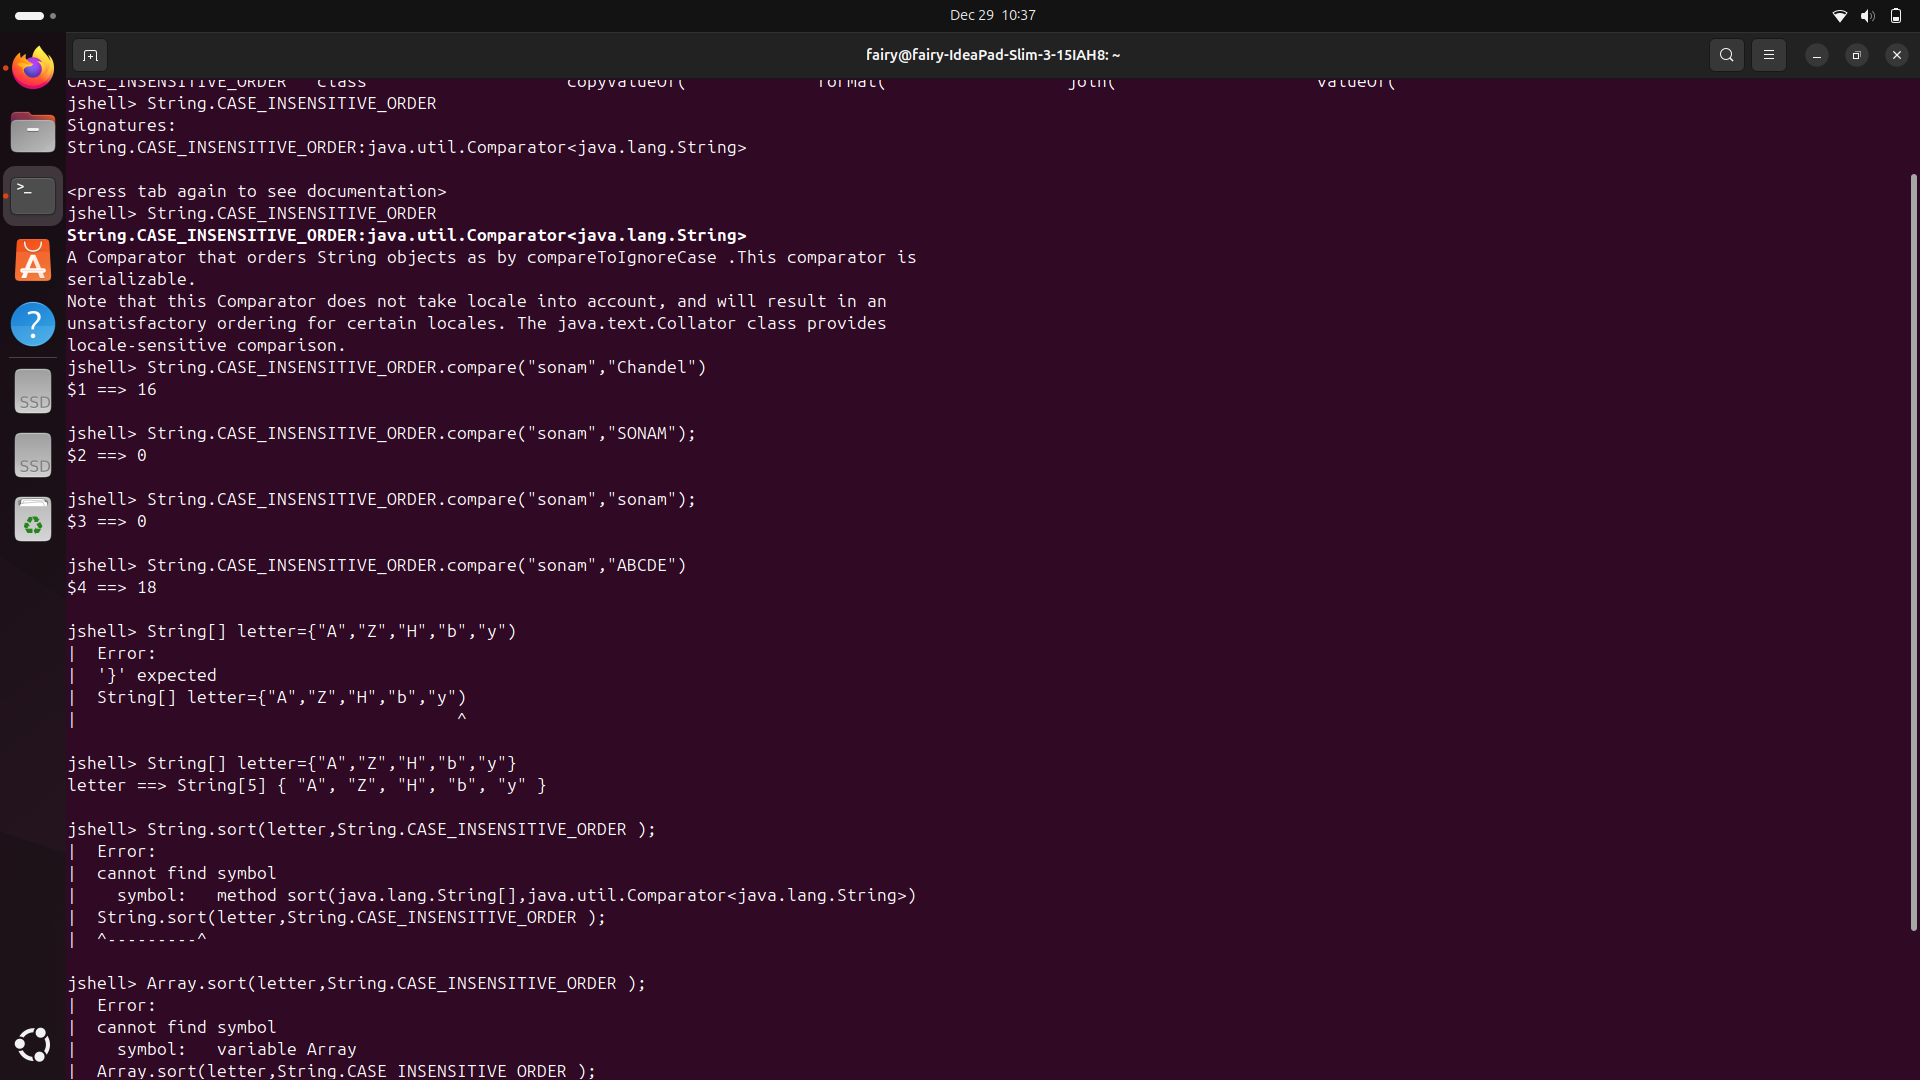 Dec 29 10:37
fairy@fairy-IdeaPad-Slim-3-15IAH8: ~
CASE_INSENSITIVE_ORDER class copyValueOf( format( join( valueOf(
jshell> String.CASE_INSENSITIVE_ORDER
Signatures:
String.CASE_INSENSITIVE_ORDER:java.util.Comparator<java.lang.String>
<press tab again to see documentation>
jshell> String.CASE_INSENSITIVE_ORDER
String.CASE_INSENSITIVE_ORDER:java.util.Comparator<java.lang.String>
A Comparator that orders String objects as by compareToIgnoreCase .This comparator is
serializable.
Note that this Comparator does not take locale into account, and will result in an
unsatisfactory ordering for certain locales. The java.text.Collator class provides
locale-sensitive comparison.
jshell> String.CASE_INSENSITIVE_ORDER.compare("sonam","Chandel")
$1 ==> 16
jshell> String.CASE_INSENSITIVE_ORDER.compare("sonam","SONAM");
$2 ==> 0
jshell> String.CASE_INSENSITIVE_ORDER.compare("sonam","sonam");
$3 ==> 0
jshell> String.CASE_INSENSITIVE_ORDER.compare("sonam","ABCDE")
$4 ==> 18
jshell> String[] letter={"A","Z","H","b","y")
|  Error:
|  '}' expected
|  String[] letter={"A","Z","H","b","y")
|                                      ^
jshell> String[] letter={"A","Z","H","b","y"}
letter ==> String[5] { "A", "Z", "H", "b", "y" }
jshell> String.sort(letter,String.CASE_INSENSITIVE_ORDER );
|  Error:
|  cannot find symbol
|    symbol:   method sort(java.lang.String[],java.util.Comparator<java.lang.String>)
|  String.sort(letter,String.CASE_INSENSITIVE_ORDER );
|  ^---------^
jshell> Array.sort(letter,String.CASE_INSENSITIVE_ORDER );
|  Error:
|  cannot find symbol
|    symbol:   variable Array
|  Array.sort(letter,String.CASE_INSENSITIVE_ORDER );
SSD
SSD